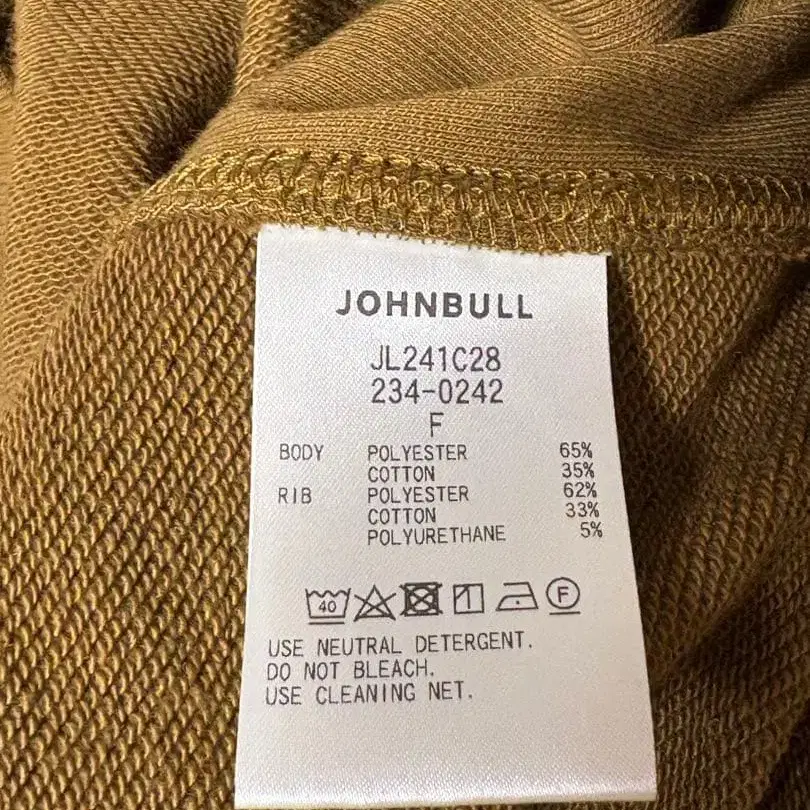 JOHNBULL
JL241C28
234-0242
F
BODY POLYESTER 65%
COTTON 35%
RIB POLYESTER 62%
COTTON 33%
POLYURETHANE 5%
40 F
USE NEUTRAL DETERGENT.
DO NOT BLEACH.
USE CLEANING NET.